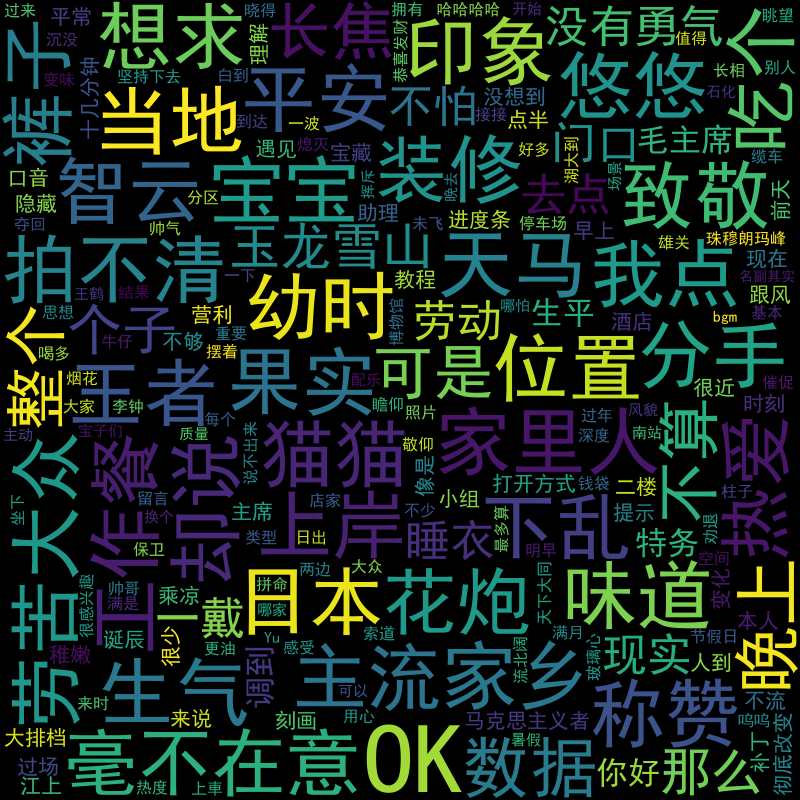 过来
晓得
想求
长焦
拥有
哈哈哈哈
开始
眺望
平常
沉没
理解
恭喜发财
印象
没有勇气
值得
个
吃
裤子
变味
坚持下去
白到
平安
不怕
没想到
悠悠
长相
别人
十几分钟
当地
到达
一波
接接
石化
智云
遇见
熄灭
宝藏
点半
门口
毛主席
缆车
口音
隐藏
分区
宝宝
装修
好多
湖大到
场景
致敬
前天
夺回
帅气
助理
挥斥
晚去
去点
进度条
停车场
早上
雄关
珠穆朗玛峰
拍不清
玉龙雪山
未飞
天马
我点
现在
名副其实
王鹤
结果
一下
教程
哪怕
跟风
思想
营利
重要
幼时
博物馆
劳动
生平
酒店
基本
bgm
整个
个子
牛仔
不够
摆着
喝多
烟花
王者
果实
配乐
可是
位置
分手
很近
催促
大家
李钟
每个
瞻仰
照片
过年
风貌
时刻
主动
宝子们
质量
说不出来
猫猫
敬仰
深度
南站
家里人
不算
热爱
劳苦大众
作餐
却说
像是
打开方式
钱袋
二楼
柱子
坐下
留言
换个
主席
店家
上岸
不少
小组
最多算
下乱
提示
劝退
保卫
类型
日出
睡衣
明早
特务
空间
很感兴趣
帅哥
满是
乘凉
工
拼命
两边
大众
日本
花炮
天下大同
味道
变化
本人
晚上
诞辰
一戴
哪家
稚嫩
很少
更油
感受
索道
满月
玻璃心
现实
人到
节假日
生气
调到
主流
家乡
流北阔
来时
可以
称赞
不流
呜呜
大排档
来说
刻画
用心
马克思主义者
补丁
彻底改变
过场
江上
毫不在意
热度
上車
OK
数据
暑假
你好
那么